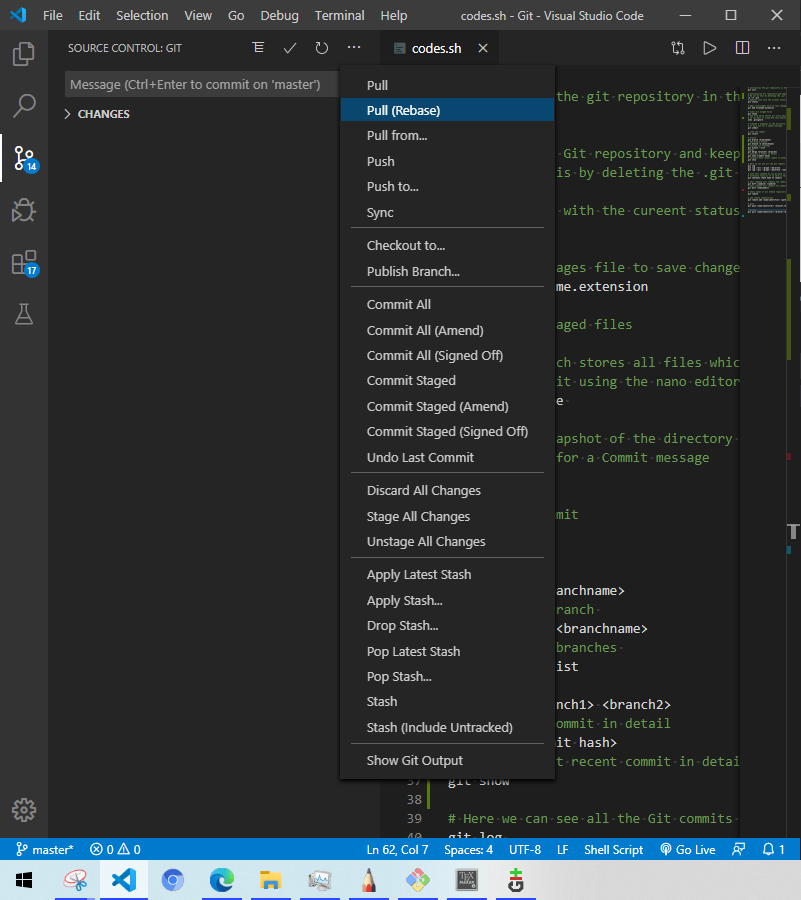 File Edit Selection View Go Debug Terminal Help codes.sh - Git - Visual Studio Code
SOURCE CONTROL: GIT
codes.sh
Message (Ctrl+Enter to commit on 'master')
CHANGES
14
17
Pull
Pull (Rebase)
Pull from...
Push
Push to...
Sync
Checkout to...
Publish Branch...
Commit All
Commit All (Amend)
Commit All (Signed Off)
Commit Staged
Commit Staged (Amend)
Commit Staged (Signed Off)
Undo Last Commit
Discard All Changes
Stage All Changes
Unstage All Changes
Apply Latest Stash
Apply Stash...
Drop Stash...
Pop Latest Stash
Pop Stash...
Stash
Stash (Include Untracked)
Show Git Output
the git repository in th
Git repository and keep
is by deleting the .git
with the cureent status
ages file to save change
me.extension
aged files
ch stores all files whic
it using the nano editor
e
apshot of the directory
for a Commit message
mmit
anchname>
ranch
<branchname>
branches
ist
nch1> <branch2>
ommit in detail
it hash>
t recent commit in detai
37 git show
38
39 # Here we can see all the Git commits
40 git log
master* 0 0 Ln 62, Col 7 Spaces: 4 UTF-8 LF Shell Script Go Live 1